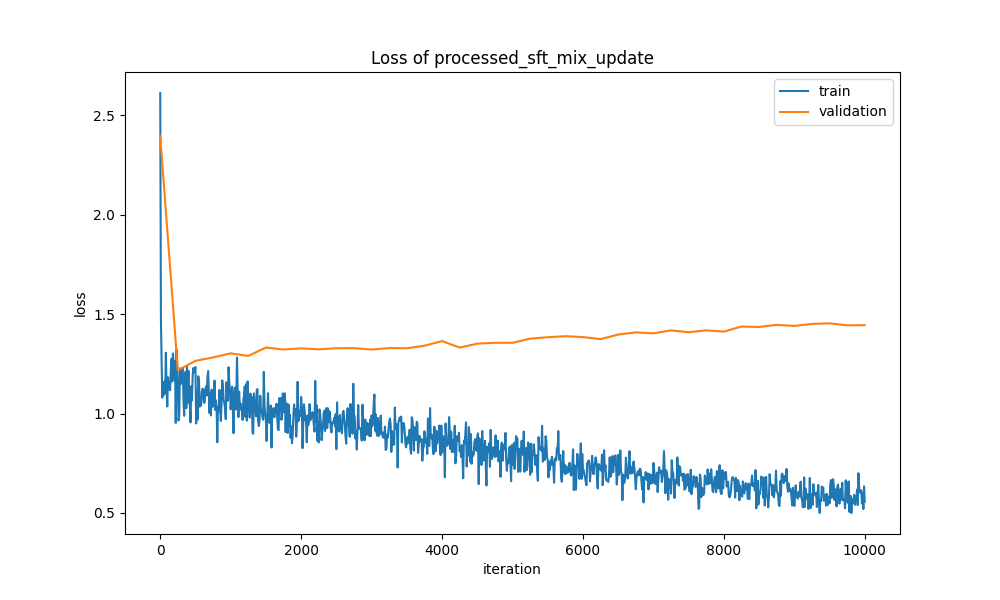 Loss of processed_sft_mix_update
train
validation
2.5
2.0
1.5
1.0
0.5
loss
0
2000
4000
6000
8000
10000
iteration